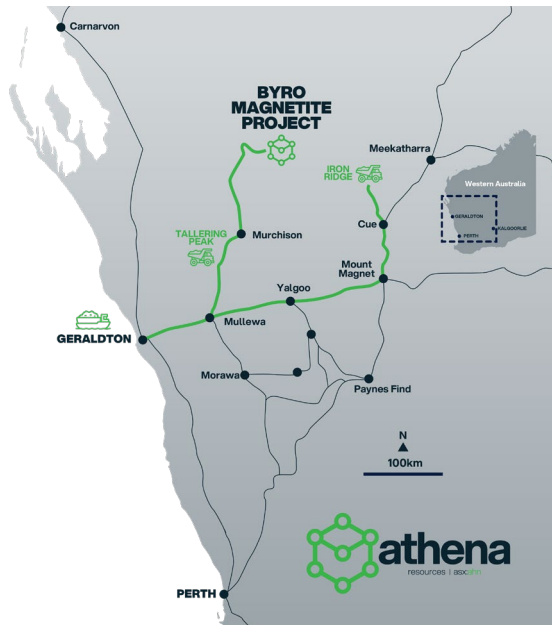 Carnarvon
BYRO
MAGNETITE
PROJECT
Meekatharra
IRON
RIDGE
Western Australia
GERALDTON
KALGOORLIE
PERTH
Cue
TALLERING
PEAK
Murchison
Mount
Magnet
Yalgoo
Mullewa
GERALDTON
Morawa
Paynes Find
N
100km
athena
resources | asx:ahn
PERTH